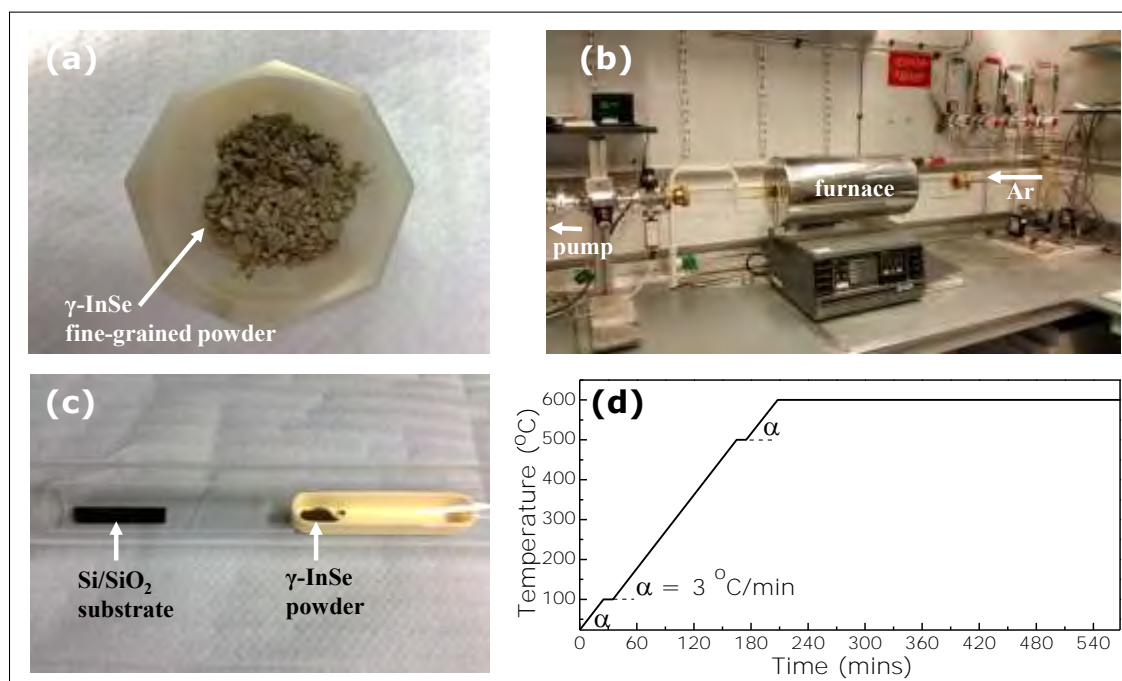 (a)
γ-InSe
fine-grained powder
(b)
furnace
Ar
pump
(c)
Si/SiO₂
substrate
γ-InSe
powder
(d)
Temperature (°C)
600
500
400
300
200
100
α
α = 3 °C/min
α
0 60 120 180 240 300 360 420 480 540
Time (mins)